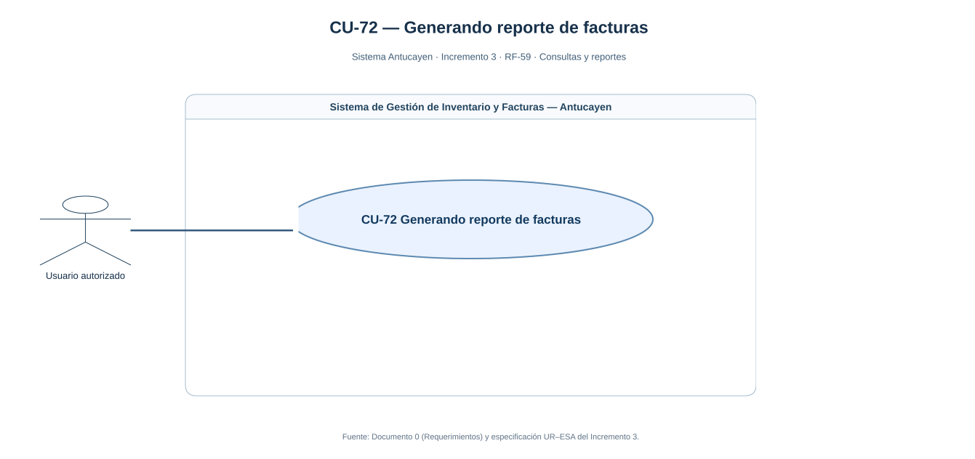 CU-72 — Generando reporte de facturas
Sistema Antucayen · Incremento 3 · RF-59 · Consultas y reportes
Sistema de Gestión de Inventario y Facturas — Antucayen
CU-72 Generando reporte de facturas
Usuario autorizado
Fuente: Documento 0 (Requerimientos) y especificación UR–ESA del Incremento 3.